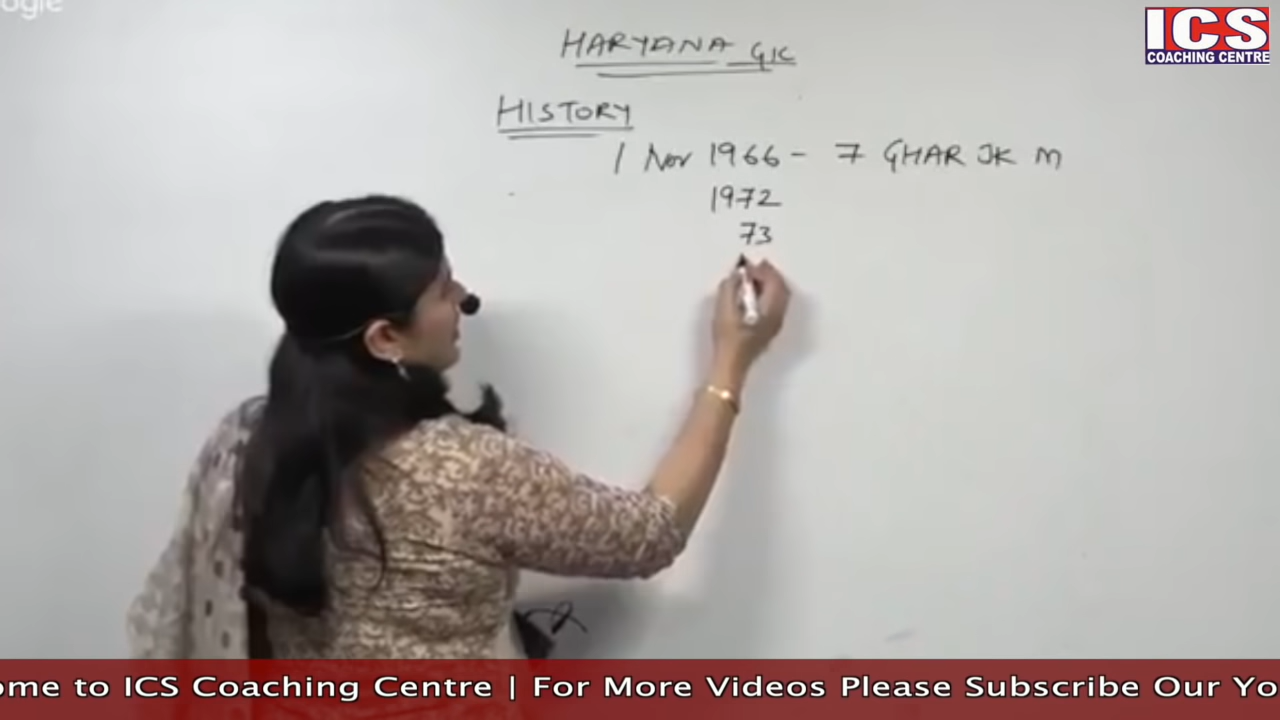 ogle
ICS
COACHING CENTRE
HARYANA GK
HISTORY
1 Nov 1966 - 7 GHAR JK M
1972
73
ome to ICS Coaching Centre | For More Videos Please Subscribe Our Yo